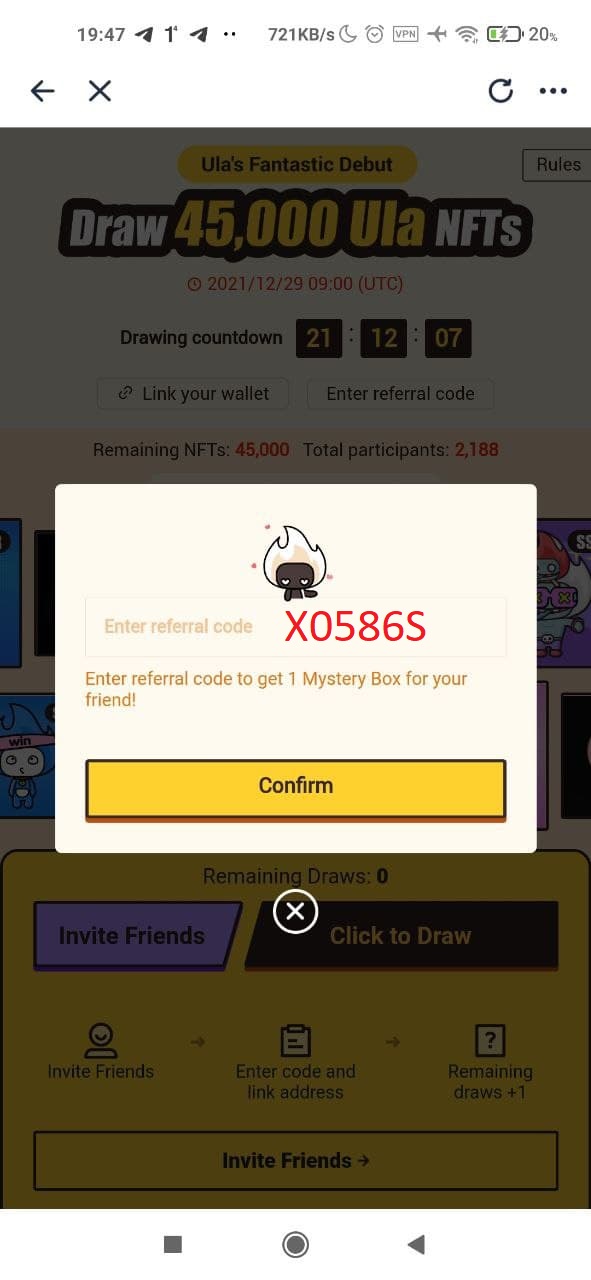 19:47 721KB/s VPN 20%
Ula's Fantastic Debut
Rules
Draw 45,000 Ula NFTs
2021/12/29 09:00 (UTC)
Drawing countdown 21 : 12 : 07
Link your wallet Enter referral code
Remaining NFTs: 45,000 Total participants: 2,188
SS
Enter referral code X0586S
Enter referral code to get 1 Mystery Box for your
friend!
win
Confirm
Remaining Draws: 0
Invite Friends Click to Draw
Invite Friends → Enter code and → Remaining
link address draws +1
Invite Friends →